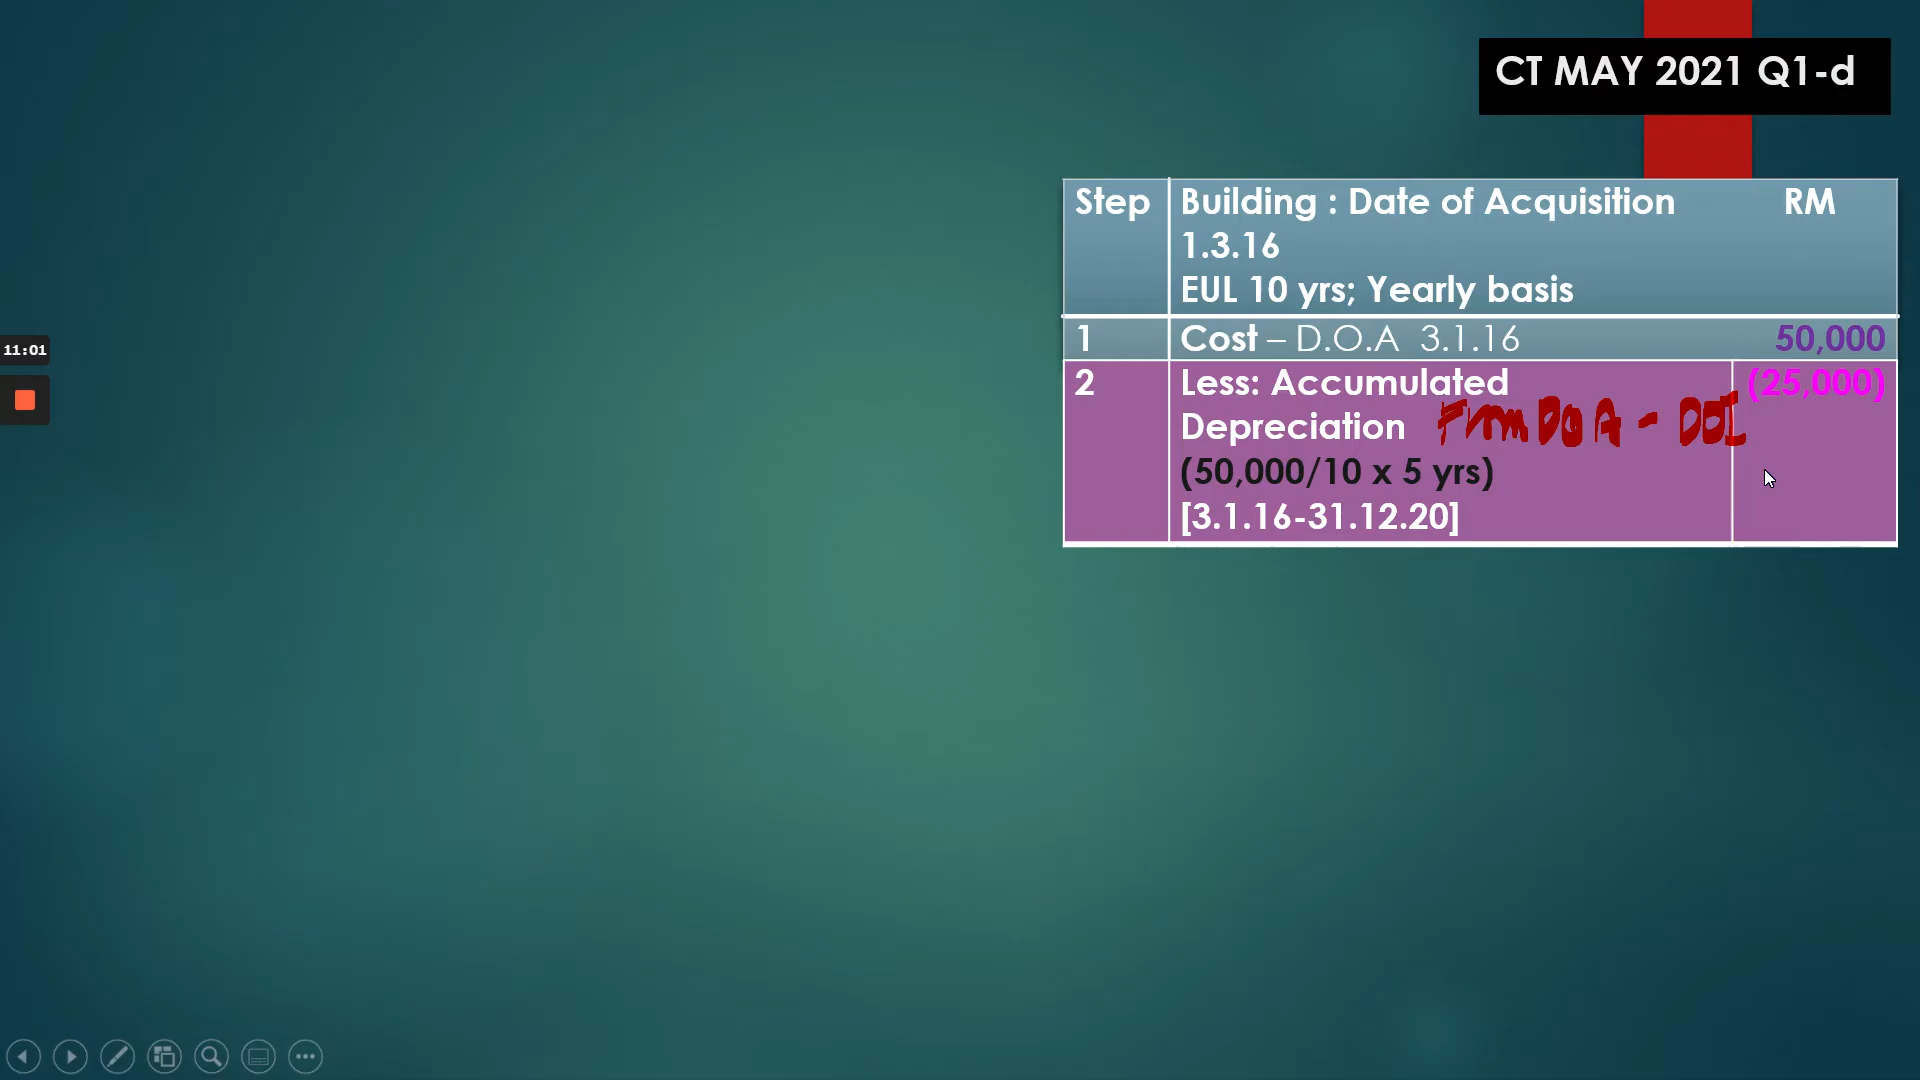 CT MAY 2021 Q1-d
Step Building : Date of Acquisition RM
1.3.16
EUL 10 yrs; Yearly basis
1 Cost – D.O.A 3.1.16 50,000
2 Less: Accumulated (25,000)
Depreciation From DOA - DOI
(50,000/10 x 5 yrs)
[3.1.16-31.12.20]
11:01